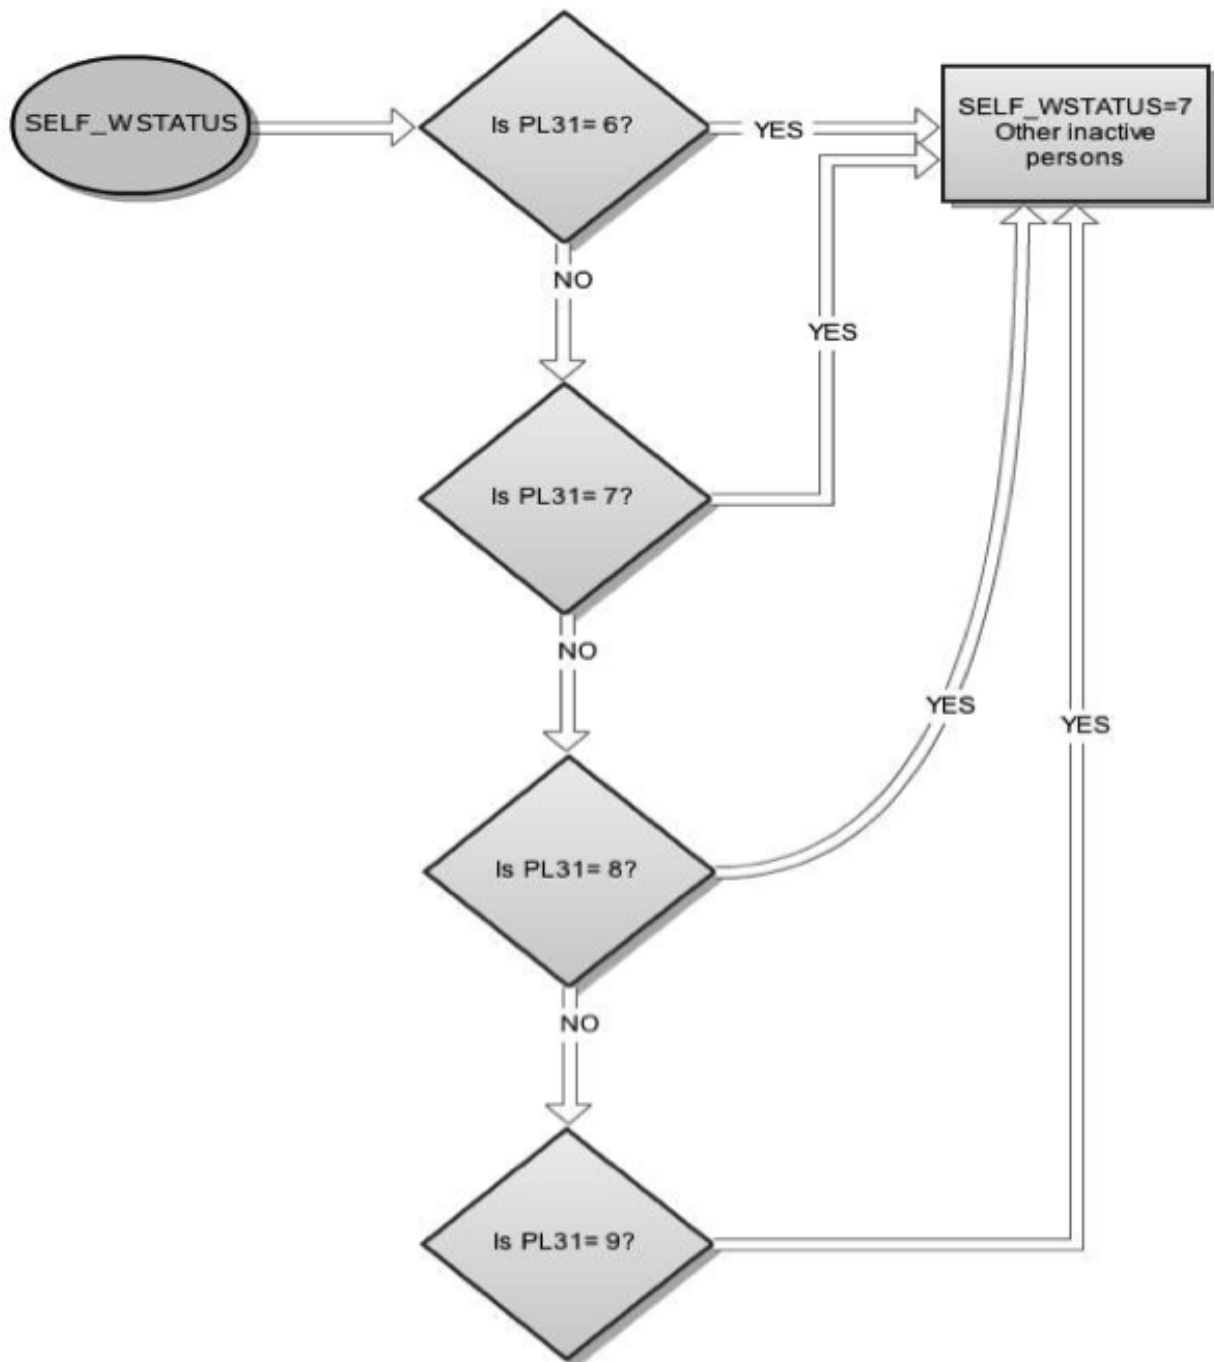 SELF_WSTATUS
Is PL31= 6?
YES
SELF_WSTATUS=7
Other inactive
persons
NO
YES
Is PL31= 7?
NO
YES
YES
Is PL31= 8?
NO
Is PL31= 9?